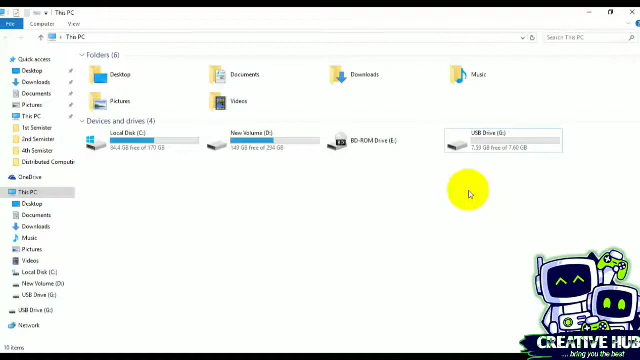 This PC
File
Computer
View
This PC
Search This PC
Quick access
Desktop
Downloads
Documents
Pictures
This PC
1st Semister
2nd Semister
4th Semister
Distributed Computin
OneDrive
This PC
Desktop
Documents
Downloads
Music
Pictures
Videos
Local Disk (C:)
New Volume (D:)
USB Drive (G:)
USB Drive (G:)
Network
10 items
Folders (6)
Desktop
Documents
Downloads
Music
Pictures
Videos
Devices and drives (4)
Local Disk (C:)
84.4 GB free of 170 GB
New Volume (D:)
149 GB free of 294 GB
BD
BD-ROM Drive (E:)
USB Drive (G:)
7.59 GB free of 7.60 GB
CREATIVE HUB
... bring you the best!